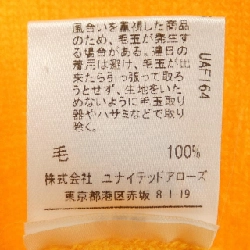 風合いを重視した商品
のため、毛玉が発生す
る場合がある。連日の
着用は避け、毛玉が出
来たら引っ張って取ろ
うとせず、生地をいた
めないように毛玉取り
器やハサミなどで取り
除く。
毛 100%
株式会社 ユナイテッドアローズ
東京都港区赤坂 8 1 19
UAF164